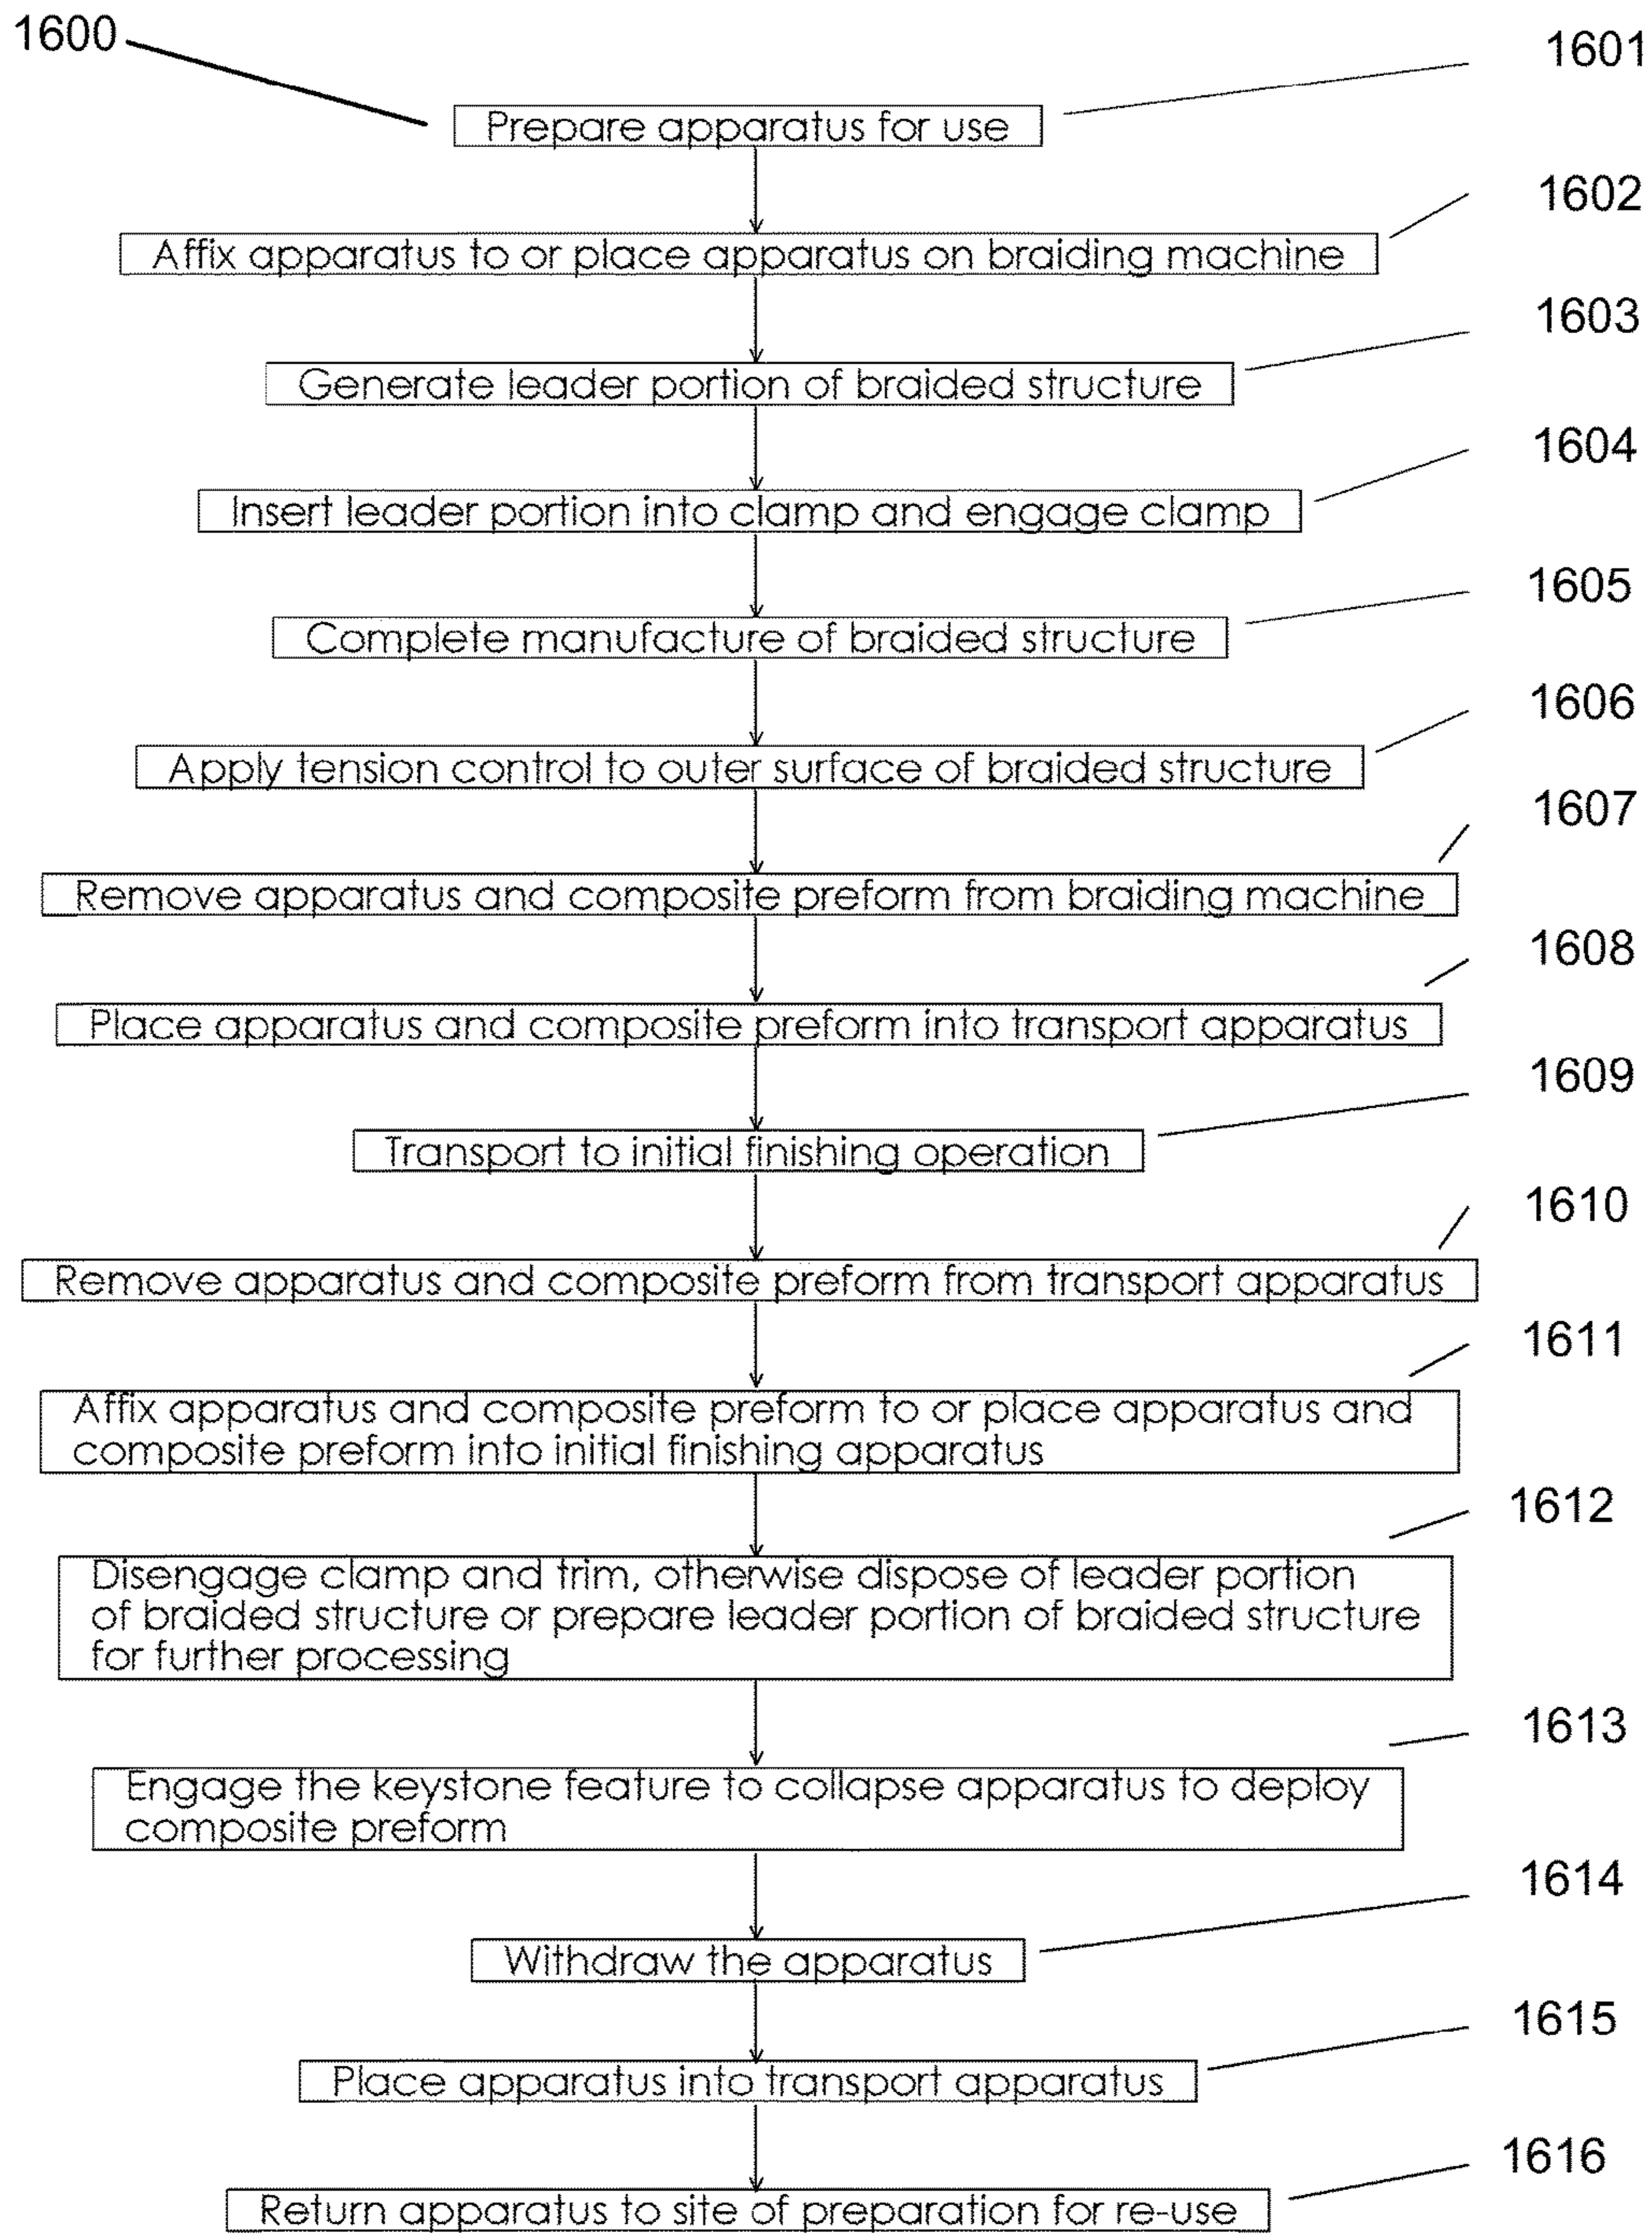 1600
1601
Prepare apparatus for use
1602
Affix apparatus to or place apparatus on braiding machine
1603
Generate leader portion of braided structure
1604
Insert leader portion into clamp and engage clamp
1605
Complete manufacture of braided structure
1606
Apply tension control to outer surface of braided structure
1607
Remove apparatus and composite preform from braiding machine
1608
Place apparatus and composite preform into transport apparatus
1609
Transport to initial finishing operation
1610
Remove apparatus and composite preform from transport apparatus
1611
Affix apparatus and composite preform to or place apparatus and
composite preform into initial finishing apparatus
1612
Disengage clamp and trim, otherwise dispose of leader portion
of braided structure or prepare leader portion of braided structure
for further processing
1613
Engage the keystone feature to collapse apparatus to deploy
composite preform
1614
Withdraw the apparatus
1615
Place apparatus into transport apparatus
1616
Return apparatus to site of preparation for re-use